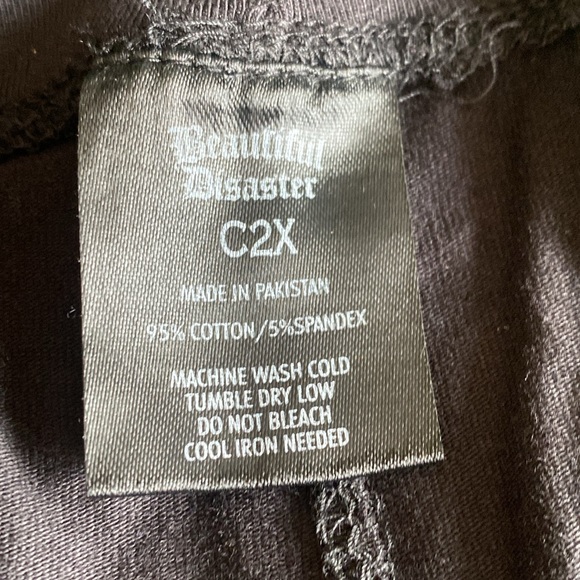 Beautiful
Disaster
C2X
MADE IN PAKISTAN
95% COTTON/5%SPANDEX
MACHINE WASH COLD
TUMBLE DRY LOW
DO NOT BLEACH
COOL IRON NEEDED